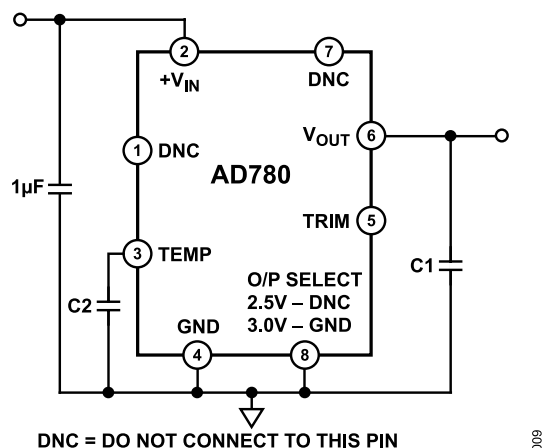 2
7
+VIN
DNC
1 DNC
VOUT 6
AD780
1µF
TRIM 5
3 TEMP
C1
O/P SELECT
C2
2.5V – DNC
GND
3.0V – GND
4
8
DNC = DO NOT CONNECT TO THIS PIN
009